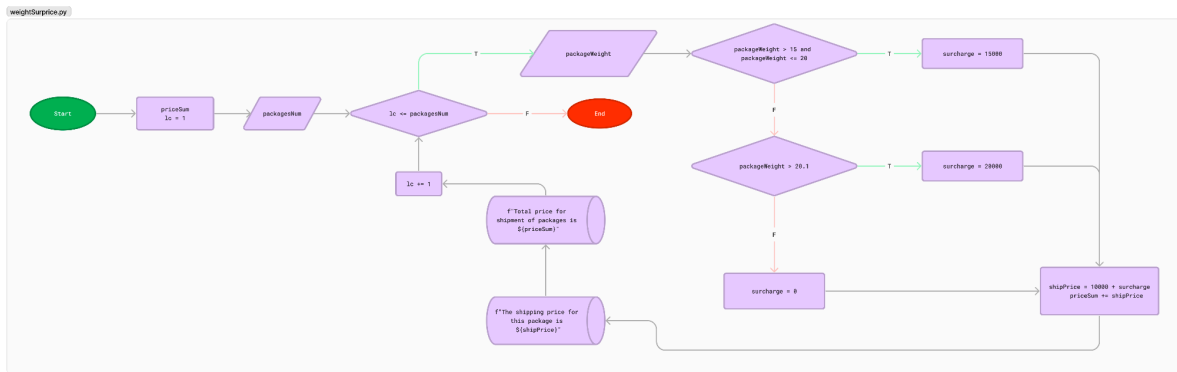 weightSurprice.py
Start
priceSum
lc = 1
packagesNum
lc <= packagesNum
T
F
End
packageWeight
packageWeight > 15 and
packageWeight <= 20
T
surcharge = 15000
F
packageWeight = 20.1
T
surcharge = 20000
F
surcharge = 0
shipPrice = 10000 + surcharge
priceSum += shipPrice
f"The shipping price for
this package is
${shipPrice}"
f"Total price for
shipment of packages is
${priceSum}"
lc += 1